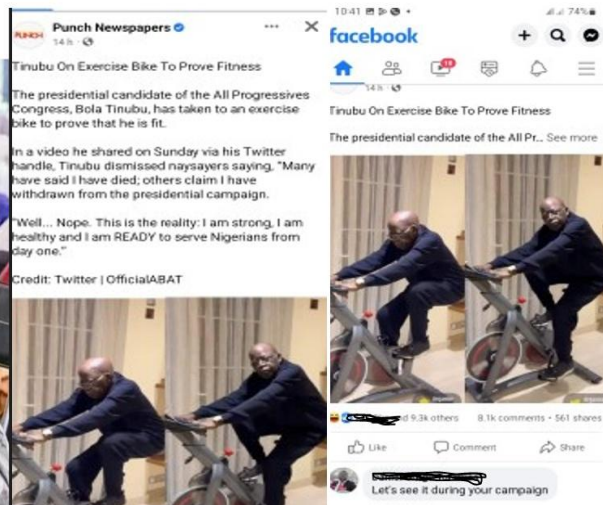 PUNCH
Punch Newspapers
14 h
Tinubu On Exercise Bike To Prove Fitness
The presidential candidate of the All Progressives
Congress, Bola Tinubu, has taken to an exercise
bike to prove that he is fit.
In a video he shared on Sunday via his Twitter
handle, Tinubu dismissed naysayers saying, "Many
have said I have died; others claim I have
withdrawn from the presidential campaign.
"Well... Nope. This is the reality: I am strong, I am
healthy and I am READY to serve Nigerians from
day one."
Credit: Twitter | OfficialABAT
10:41
74%
facebook
14 h
Tinubu On Exercise Bike To Prove Fitness
The presidential candidate of the All Pr... See more
9.3k others
8.1k comments • 561 shares
Like
Comment
Share
Let's see it during your campaign